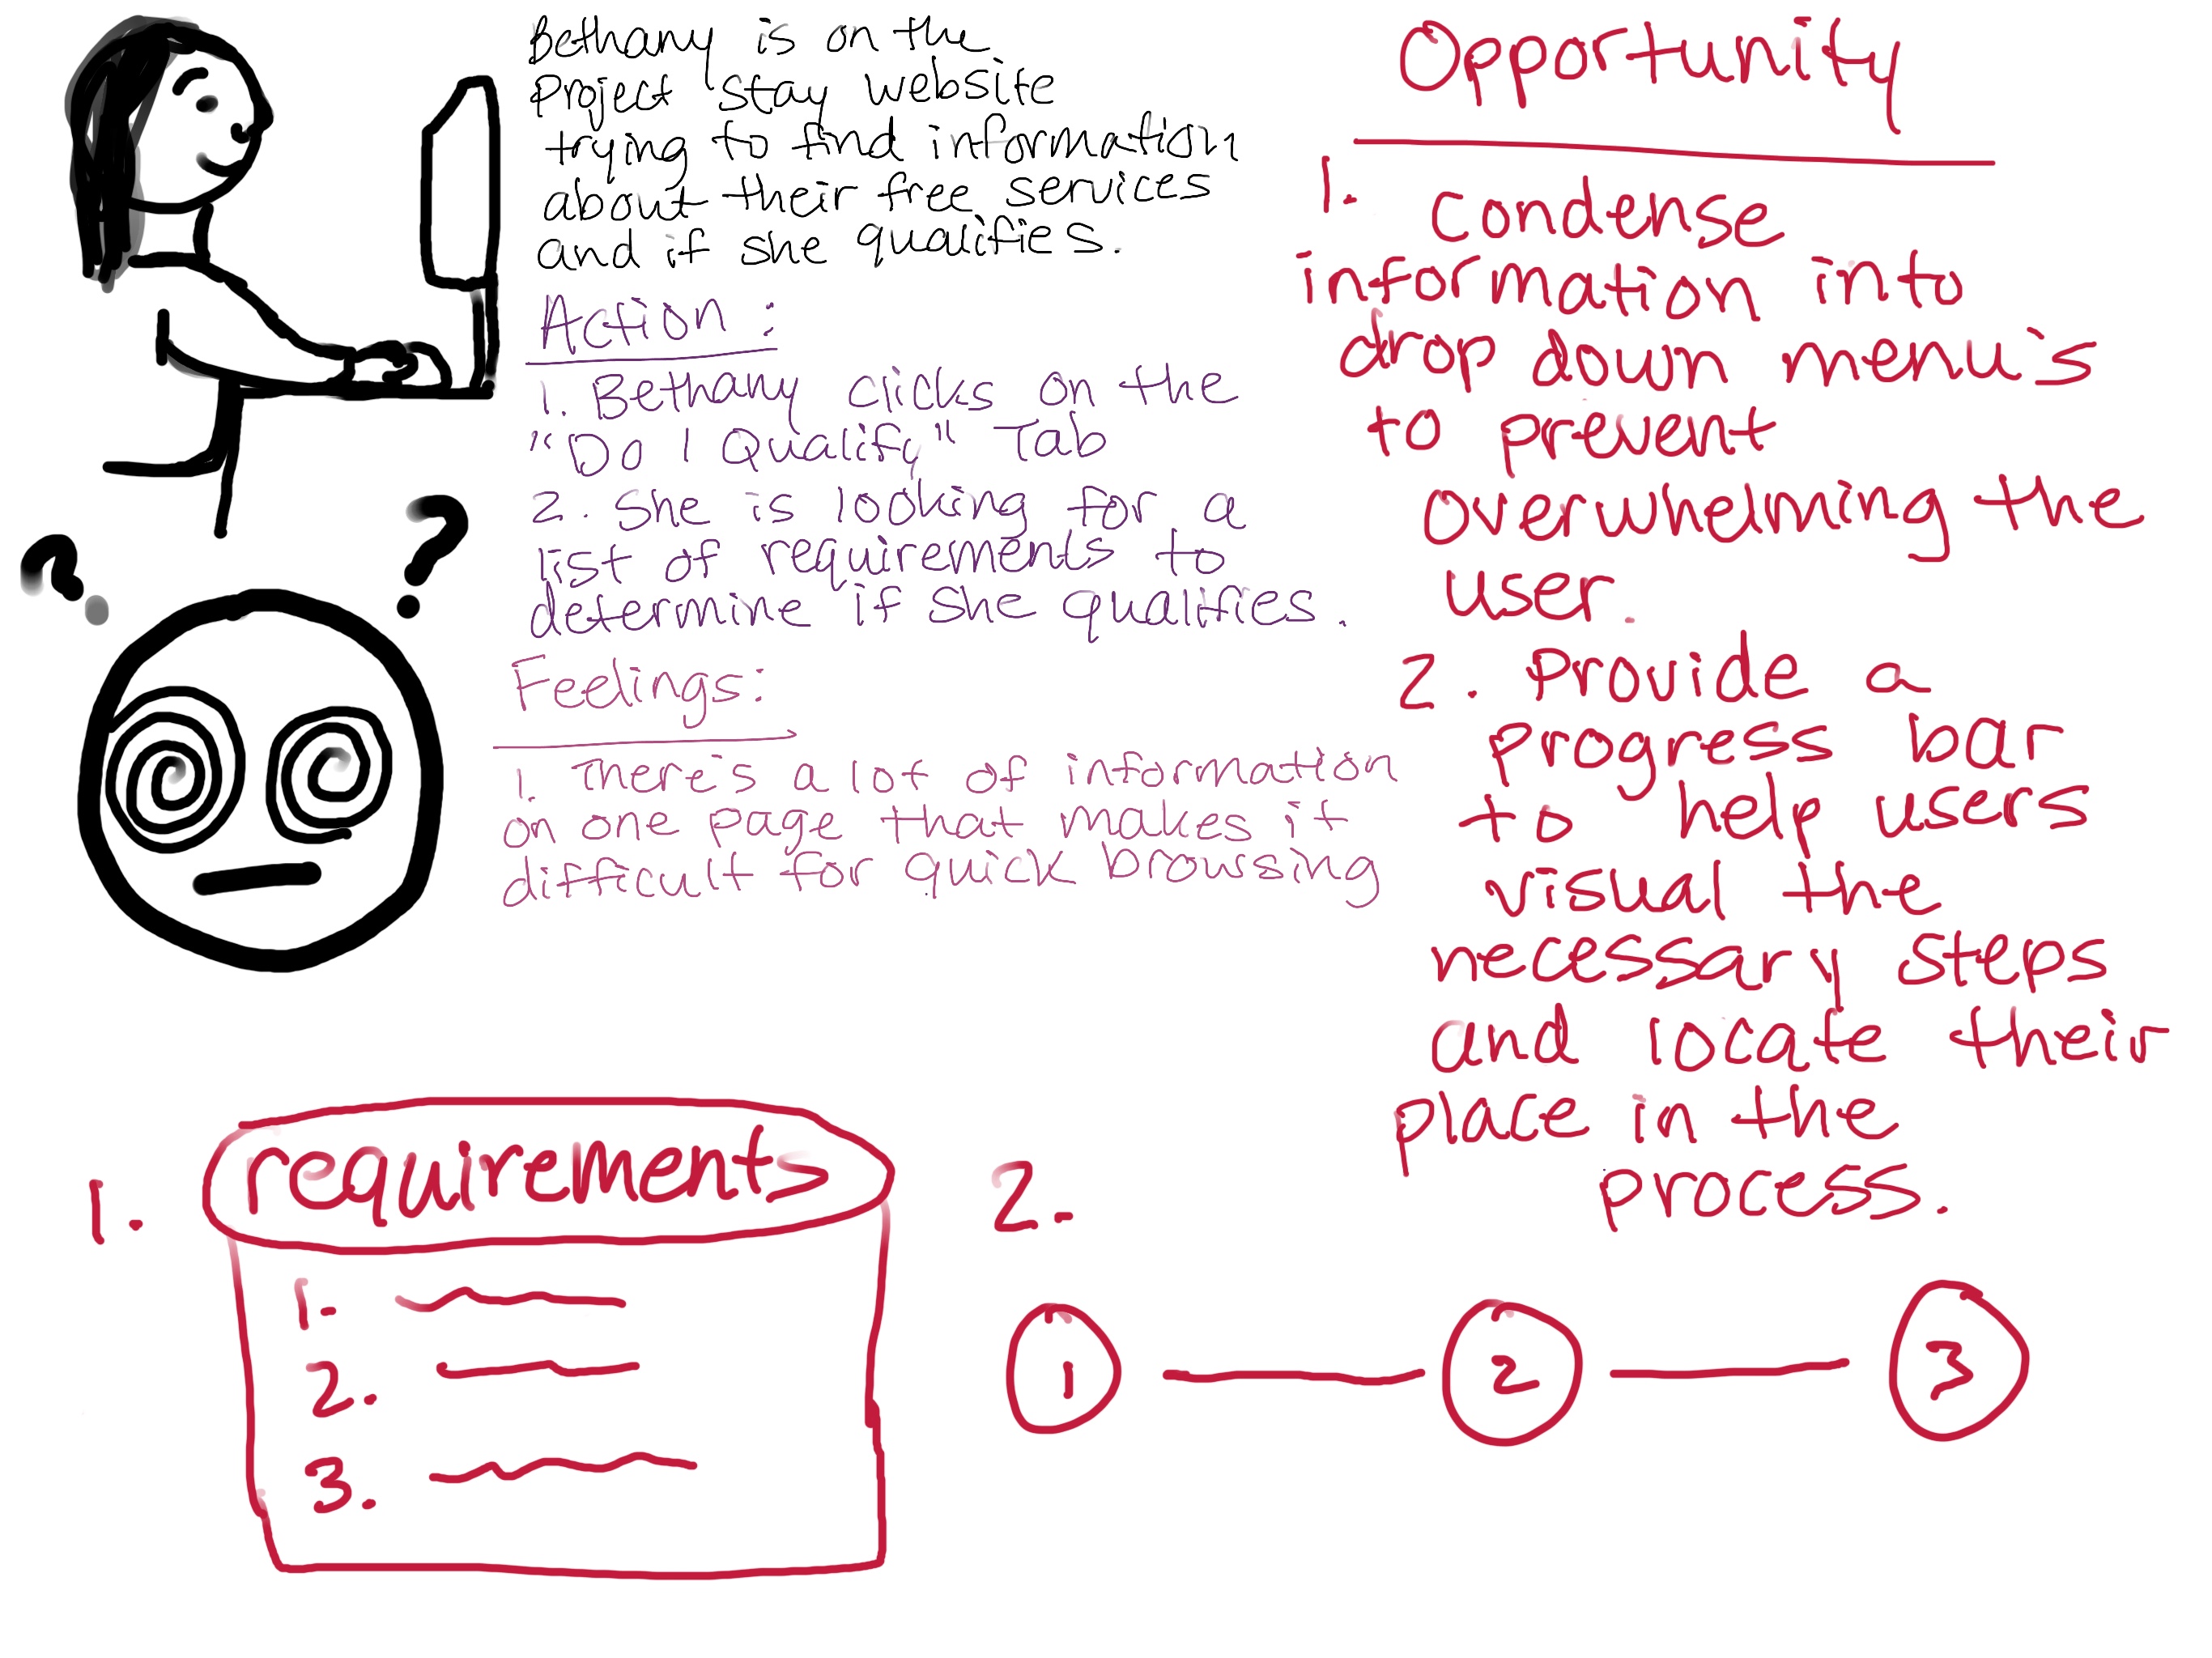 Bethany is on the
Project Stay website
trying to find information
about their free services
and if she qualifies.
Action:
1. Bethany clicks on the
"Do I Qualify" Tab
2. She is looking for a
list of requirements to
determine if she qualifies.
Feelings:
1. There's a lot of information
on one page that makes it
difficult for quick browsing
Opportunity
1. Condense
information into
drop down menu's
to prevent
overwhelming the
user.
2. Provide a
progress bar
to help users
visual the
necessary steps
and locate their
place in the
process.
? ?
1. requirements
1.
2.
3.
2.
1 2 3